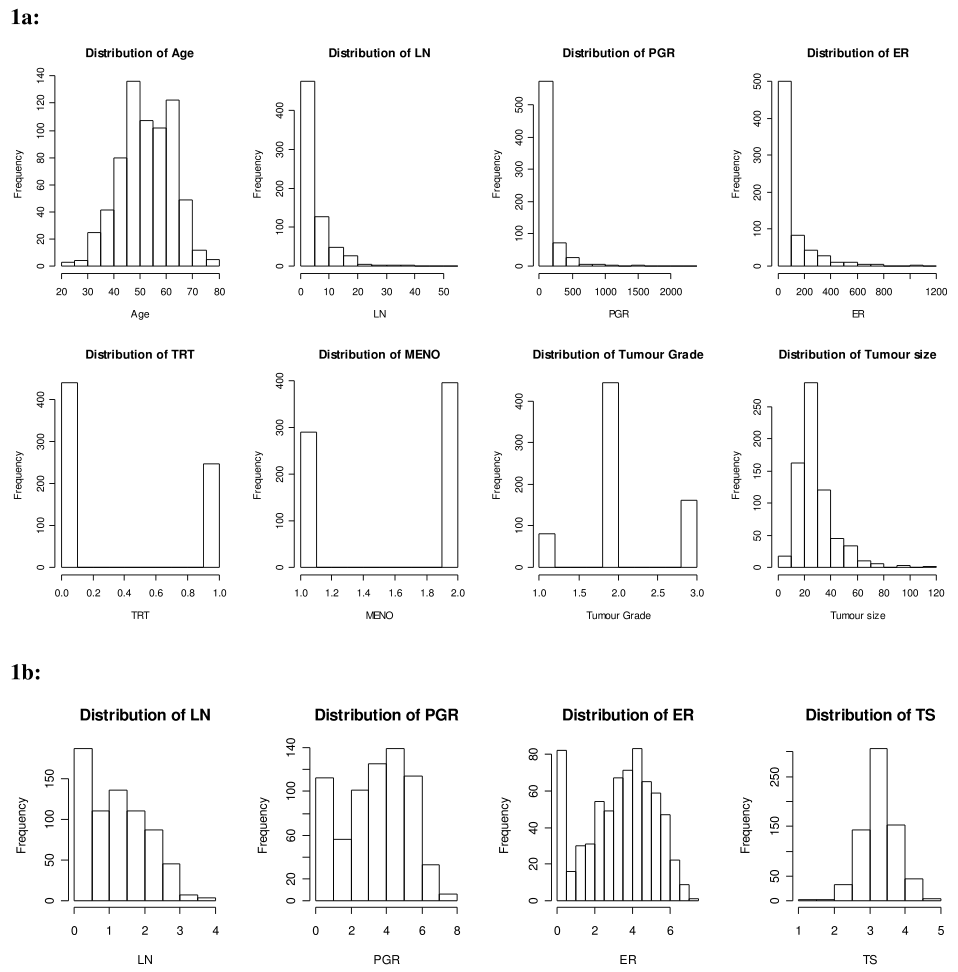 1a:
Distribution of Age
Distribution of LN
Distribution of PGR
Distribution of ER
Frequency
0 20 40 60 80 100 120 140
20 30 40 50 60 70 80
Age
Frequency
0 100 200 300 400
0 10 20 30 40 50
LN
Frequency
0 100 200 300 400 500
0 500 1000 1500 2000
PGR
Frequency
0 100 200 300 400 500
0 200 400 600 800 1200
ER
Distribution of TRT
Distribution of MENO
Distribution of Tumour Grade
Distribution of Tumour size
Frequency
0 100 200 300 400
0.0 0.2 0.4 0.6 0.8 1.0
TRT
Frequency
0 100 200 300 400
1.0 1.2 1.4 1.6 1.8 2.0
MENO
Frequency
0 100 200 300 400
1.0 1.5 2.0 2.5 3.0
Tumour Grade
Frequency
0 50 100 150 200 250
0 20 40 60 80 100 120
Tumour size
1b:
Distribution of LN
Distribution of PGR
Distribution of ER
Distribution of TS
Frequency
0 50 100 150
0 1 2 3 4
LN
Frequency
0 20 60 100 140
0 2 4 6 8
PGR
Frequency
0 20 40 60 80
0 2 4 6
ER
Frequency
0 50 150 250
1 2 3 4 5
TS